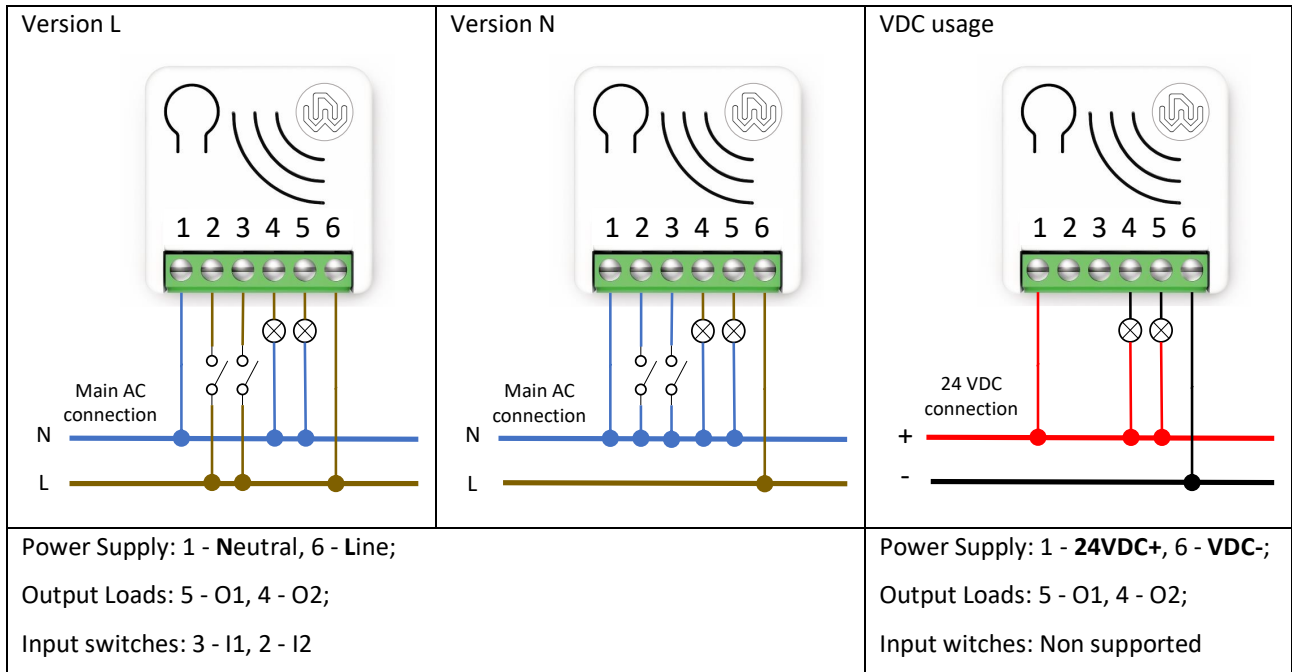 Version L
1 2 3 4 5 6
Main AC
connection
N
L
Version N
1 2 3 4 5 6
Main AC
connection
N
L
VDC usage
1 2 3 4 5 6
24 VDC
connection
+
-
Power Supply: 1 - Neutral, 6 - Line;
Output Loads: 5 - O1, 4 - O2;
Input switches: 3 - I1, 2 - I2
Power Supply: 1 - 24VDC+, 6 - VDC-;
Output Loads: 5 - O1, 4 - O2;
Input witches: Non supported